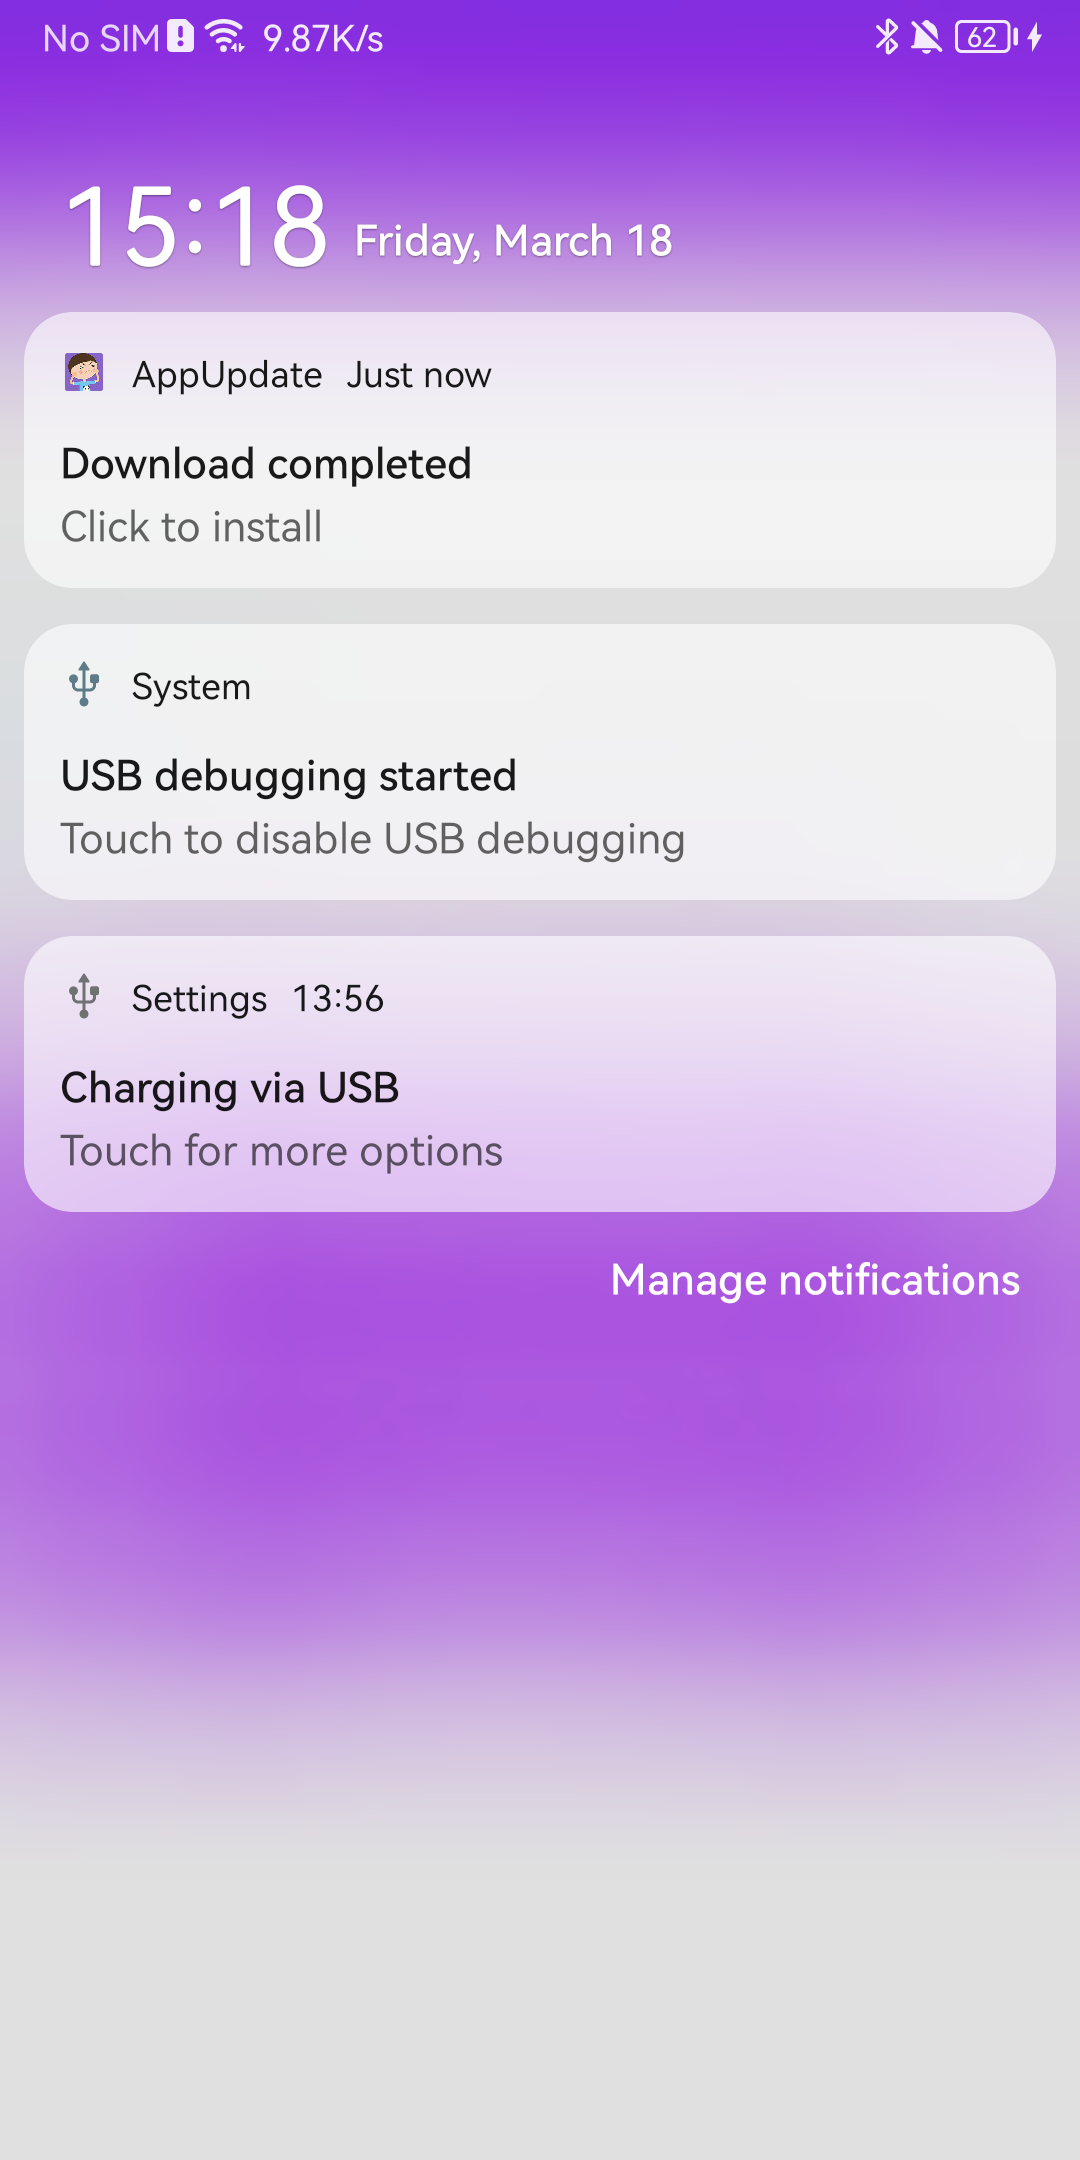 No SIM 9.87K/s 62
15:18 Friday, March 18
AppUpdate Just now
Download completed
Click to install
System
USB debugging started
Touch to disable USB debugging
Settings 13:56
Charging via USB
Touch for more options
Manage notifications